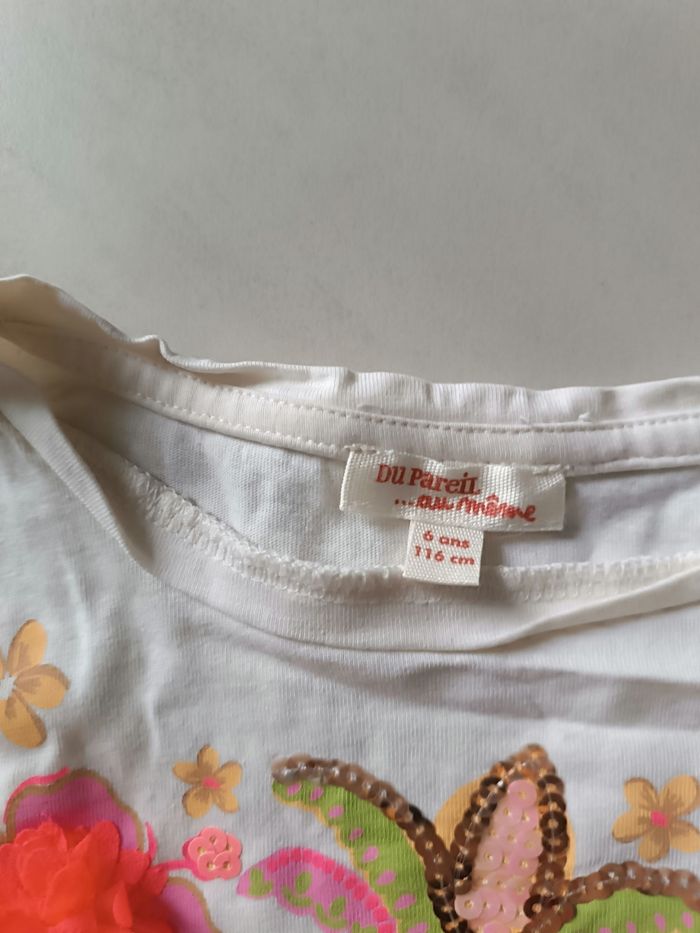 Du Pareil
...au même
6 ans
116 cm